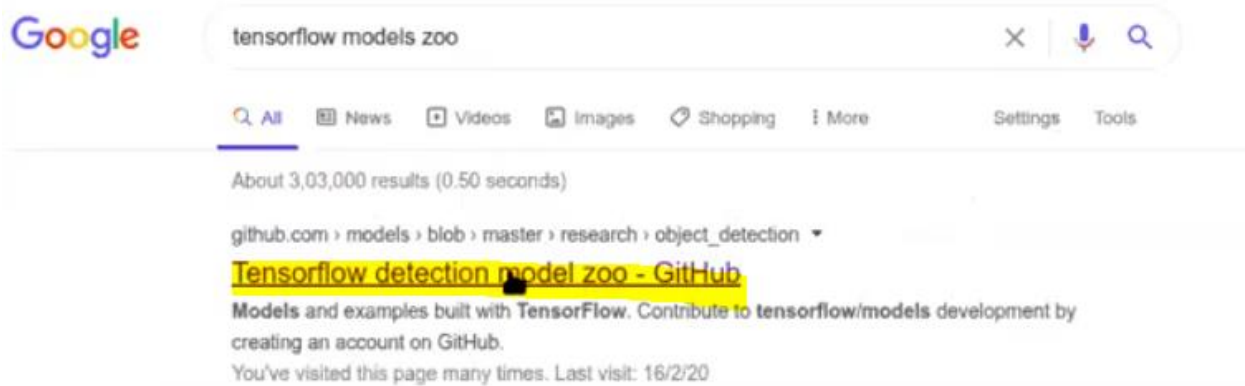 Google
tensorflow models zoo
All News Videos Images Shopping More Settings Tools
About 3,03,000 results (0.50 seconds)
github.com › models › blob › master › research › object_detection
Tensorflow detection model zoo - GitHub
Models and examples built with TensorFlow. Contribute to tensorflow/models development by
creating an account on GitHub.
You've visited this page many times. Last visit: 16/2/20